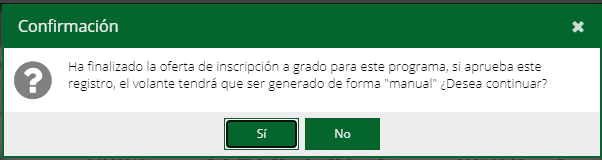 Confirmación
Ha finalizado la oferta de inscripción a grado para este programa, si aprueba este
registro, el volante tendrá que ser generado de forma "manual" ¿Desea continuar?
Sí
No